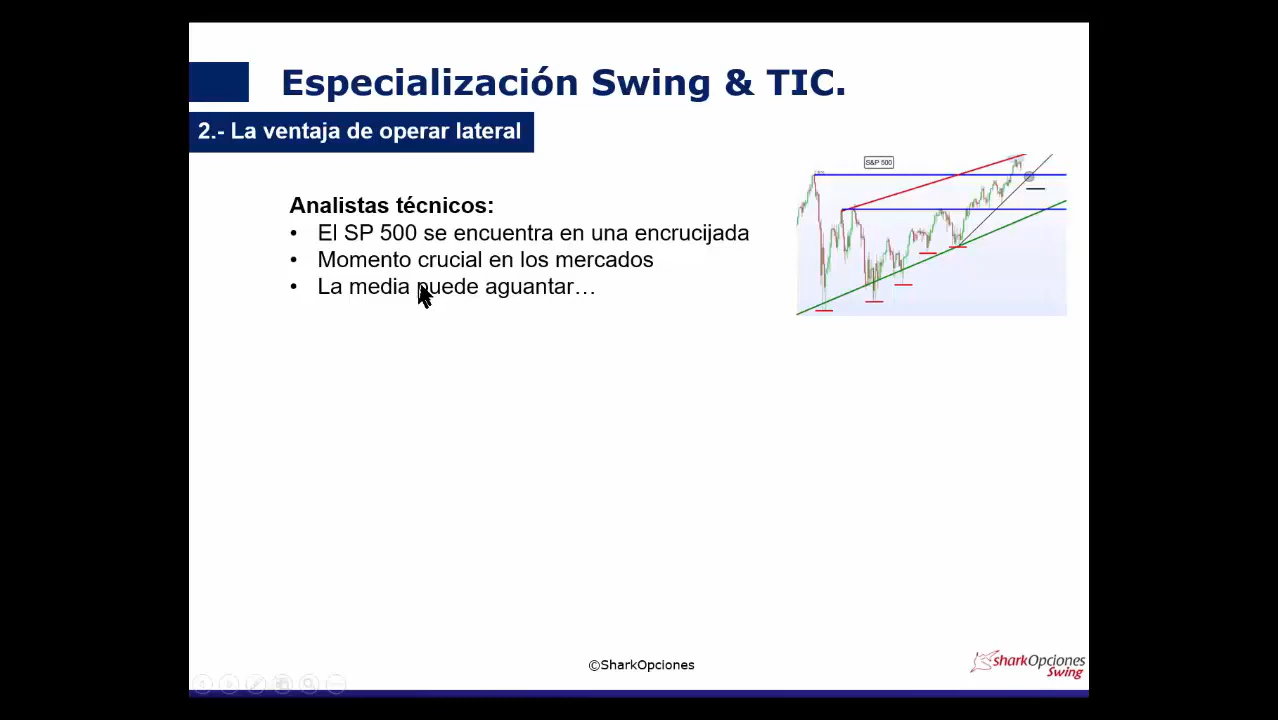 Especialización Swing & TIC.
2.- La ventaja de operar lateral
S&P 500
Analistas técnicos:
• El SP 500 se encuentra en una encrucijada
• Momento crucial en los mercados
• La media puede aguantar…
©SharkOpciones
sharkOpciones
Swing